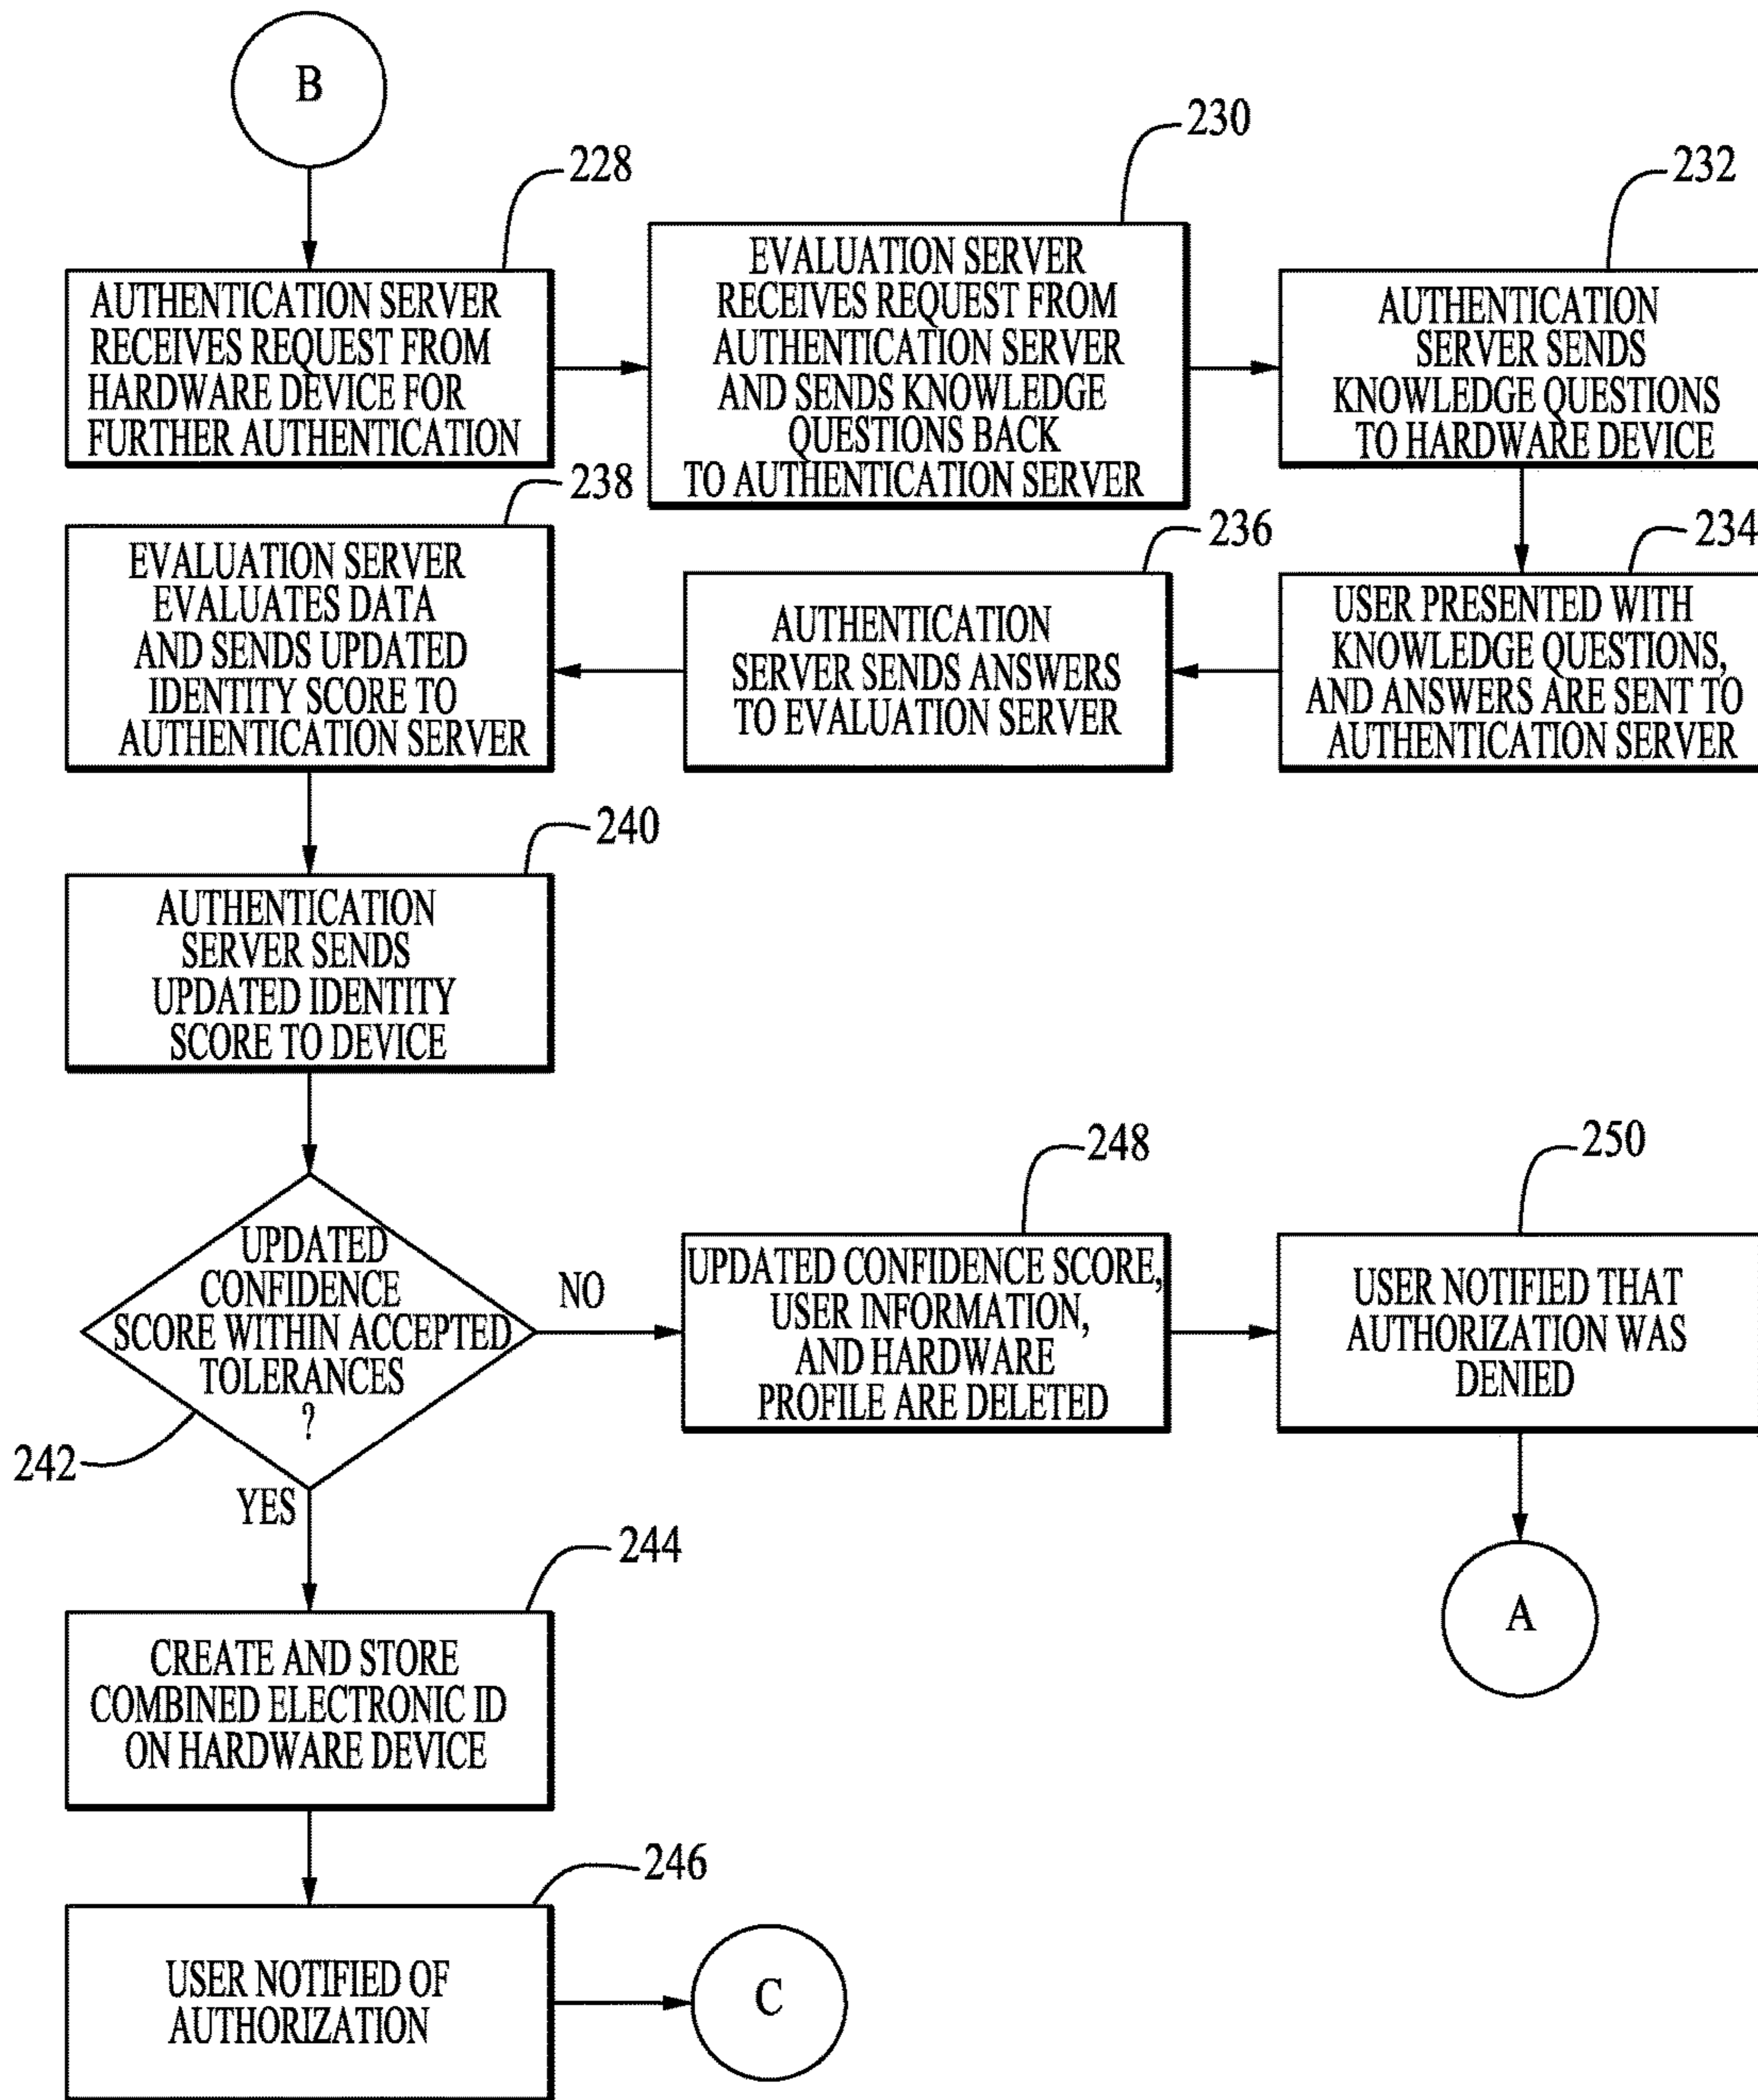 B
228
AUTHENTICATION SERVER
RECEIVES REQUEST FROM
HARDWARE DEVICE FOR
FURTHER AUTHENTICATION
230
EVALUATION SERVER
RECEIVES REQUEST FROM
AUTHENTICATION SERVER
AND SENDS KNOWLEDGE
QUESTIONS BACK
TO AUTHENTICATION SERVER
232
AUTHENTICATION
SERVER SENDS
KNOWLEDGE QUESTIONS
TO HARDWARE DEVICE
234
USER PRESENTED WITH
KNOWLEDGE QUESTIONS,
AND ANSWERS ARE SENT TO
AUTHENTICATION SERVER
236
AUTHENTICATION
SERVER SENDS ANSWERS
TO EVALUATION SERVER
238
EVALUATION SERVER
EVALUATES DATA
AND SENDS UPDATED
IDENTITY SCORE TO
AUTHENTICATION SERVER
240
AUTHENTICATION
SERVER SENDS
UPDATED IDENTITY
SCORE TO DEVICE
UPDATED
CONFIDENCE
SCORE WITHIN ACCEPTED
TOLERANCES
?
242
NO
248
UPDATED CONFIDENCE SCORE,
USER INFORMATION,
AND HARDWARE
PROFILE ARE DELETED
250
USER NOTIFIED THAT
AUTHORIZATION WAS
DENIED
A
YES
244
CREATE AND STORE
COMBINED ELECTRONIC ID
ON HARDWARE DEVICE
246
USER NOTIFIED OF
AUTHORIZATION
C